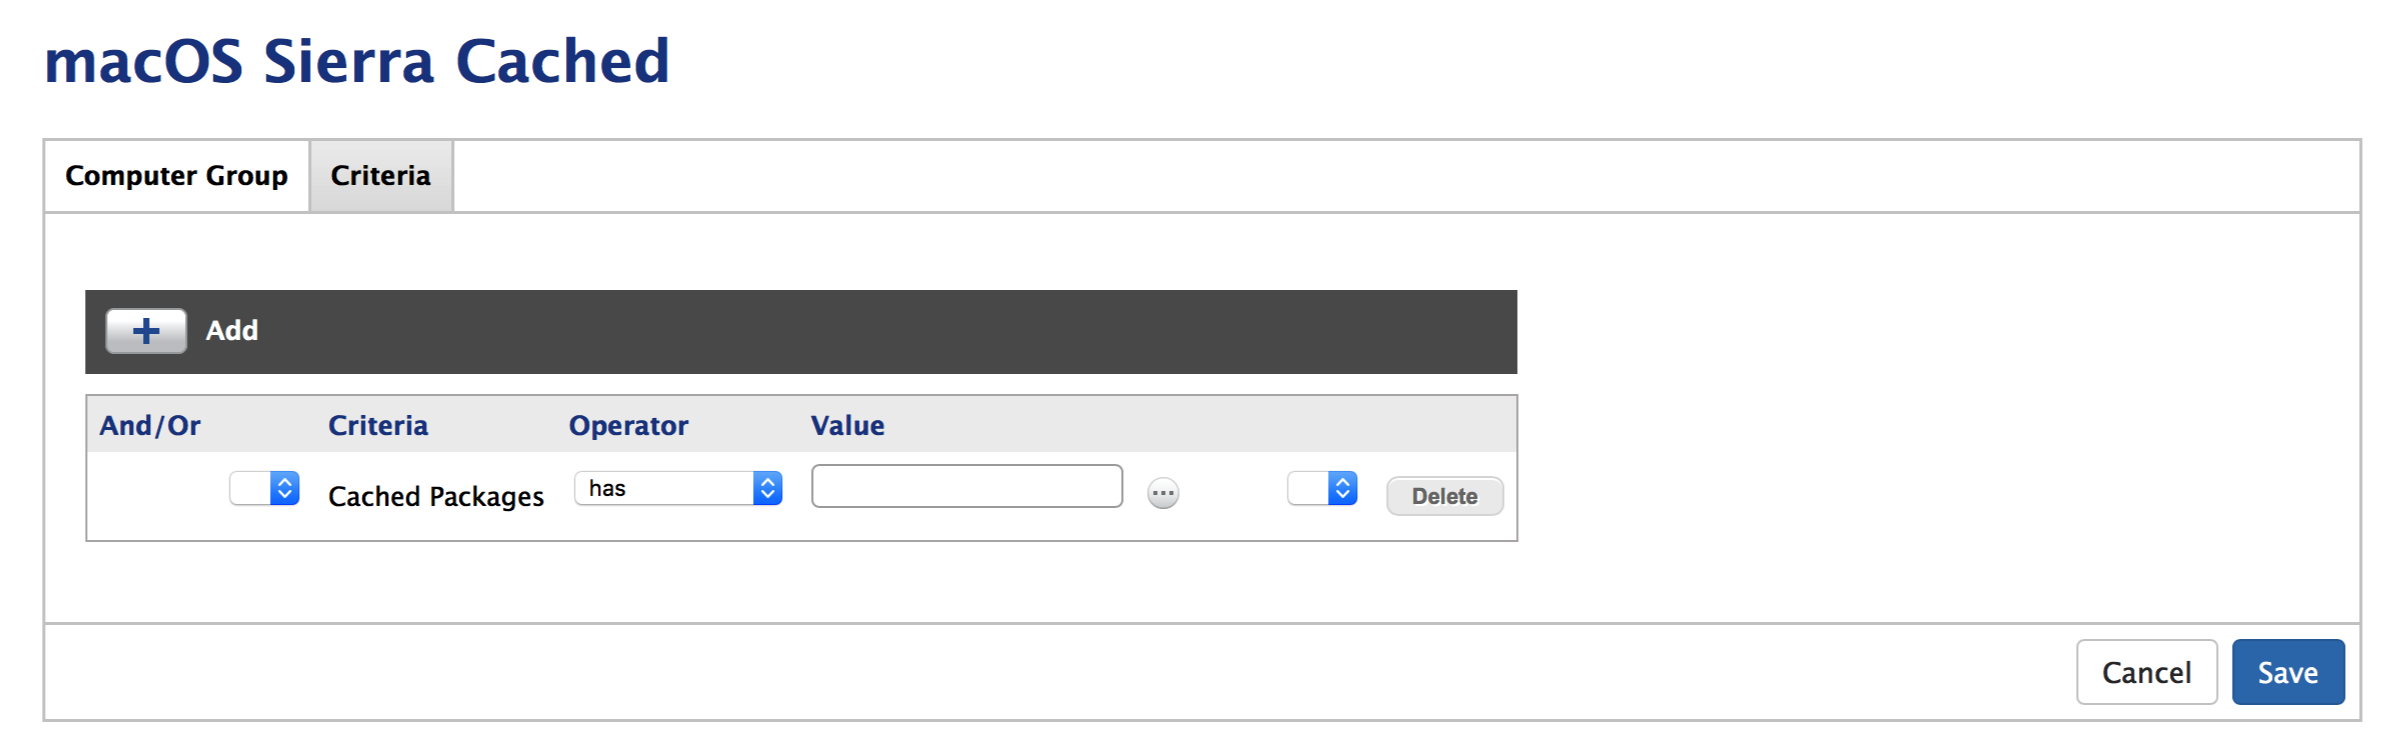 macOS Sierra Cached
Computer Group Criteria
Add
And/Or Criteria Operator Value
Cached Packages has ... Delete
Cancel Save